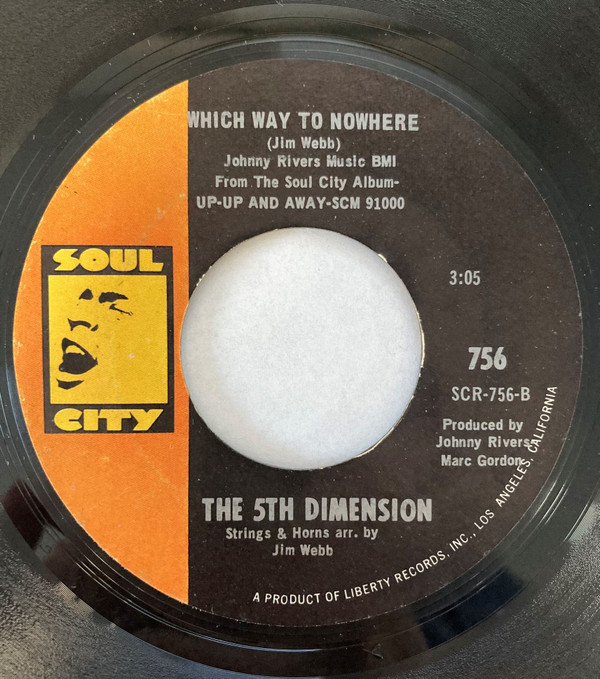 WHICH WAY TO NOWHERE
(Jim Webb)
Johnny Rivers Music BMI
From The Soul City Album-
UP-UP AND AWAY-SCM 91000
SOUL
CITY
3:05
756
SCR-756-B
Produced by
Johnny Rivers
Marc Gordon
THE 5TH DIMENSION
Strings & Horns arr. by
Jim Webb
A PRODUCT OF LIBERTY RECORDS, INC., LOS ANGELES, CALIFORNIA